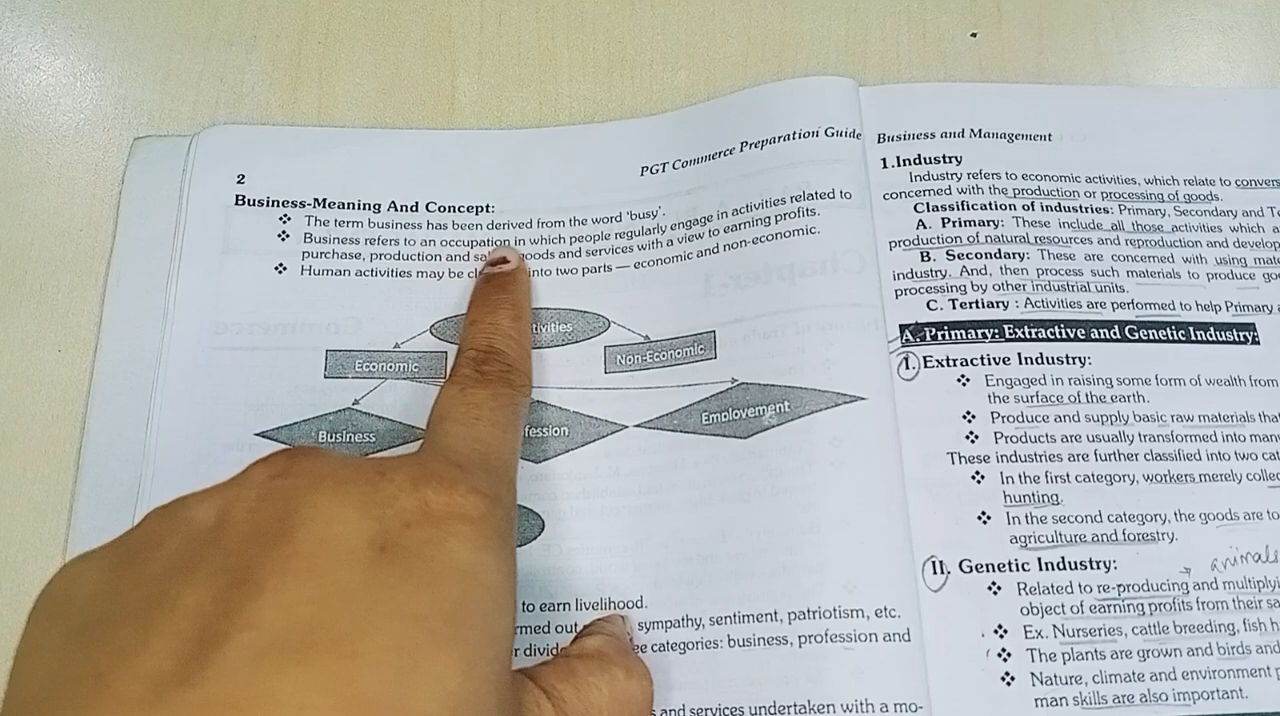 2
PGT Commerce Preparation Guide
Business-Meaning And Concept:
❖ The term business has been derived from the word 'busy'.
❖ Business refers to an occupation in which people regularly engage in activities related to
purchase, production and goods and services with a view to earning profits.
❖ Human activities may be into two parts — economic and non-economic.
tivities
Economic
Non-Economic
Business
fession
Employement
to earn livelihood.
rmed out sympathy, sentiment, patriotism, etc.
r divid ee categories: business, profession and
s and services undertaken with a mo-
Business and Management
1.Industry
Industry refers to economic activities, which relate to convers
concerned with the production or processing of goods.
Classification of industries: Primary, Secondary and T
A. Primary: These include all those activities which a
production of natural resources and reproduction and develop
B. Secondary: These are concerned with using mate
industry. And, then process such materials to produce goo
processing by other industrial units.
C. Tertiary : Activities are performed to help Primary
A. Primary: Extractive and Genetic Industry:
I. Extractive Industry:
❖ Engaged in raising some form of wealth from
the surface of the earth.
❖ Produce and supply basic raw materials tha
❖ Products are usually transformed into man
These industries are further classified into two cat
❖ In the first category, workers merely collec
hunting.
❖ In the second category, the goods are to
agriculture and forestry.
II. Genetic Industry:
animals
❖ Related to re-producing and multiply
object of earning profits from their sa
❖ Ex. Nurseries, cattle breeding, fish h
❖ The plants are grown and birds and
❖ Nature, climate and environment p
man skills are also important.